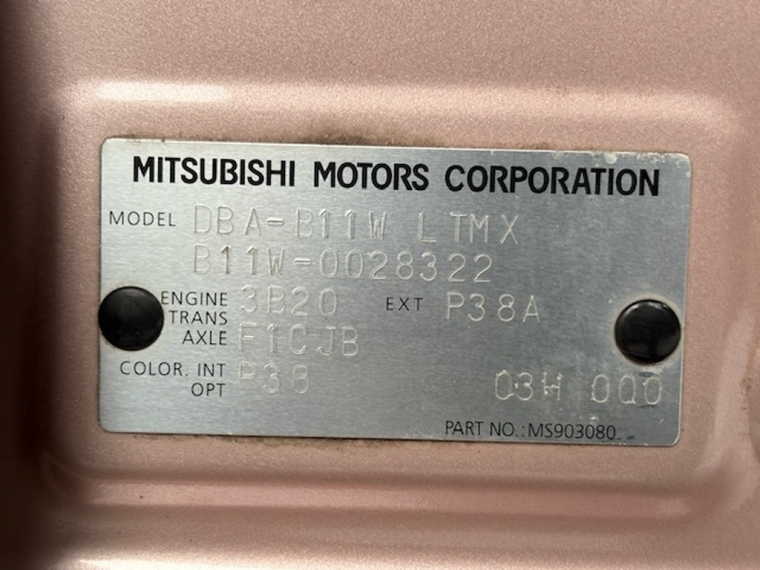 MITSUBISHI MOTORS CORPORATION
MODEL DBA-B11W LTMX
B11W-0028322
ENGINE 3B20 EXT P38A
TRANS
AXLE F1CJB
COLOR. INT P38
OPT 03H 000
PART NO.: MS903080